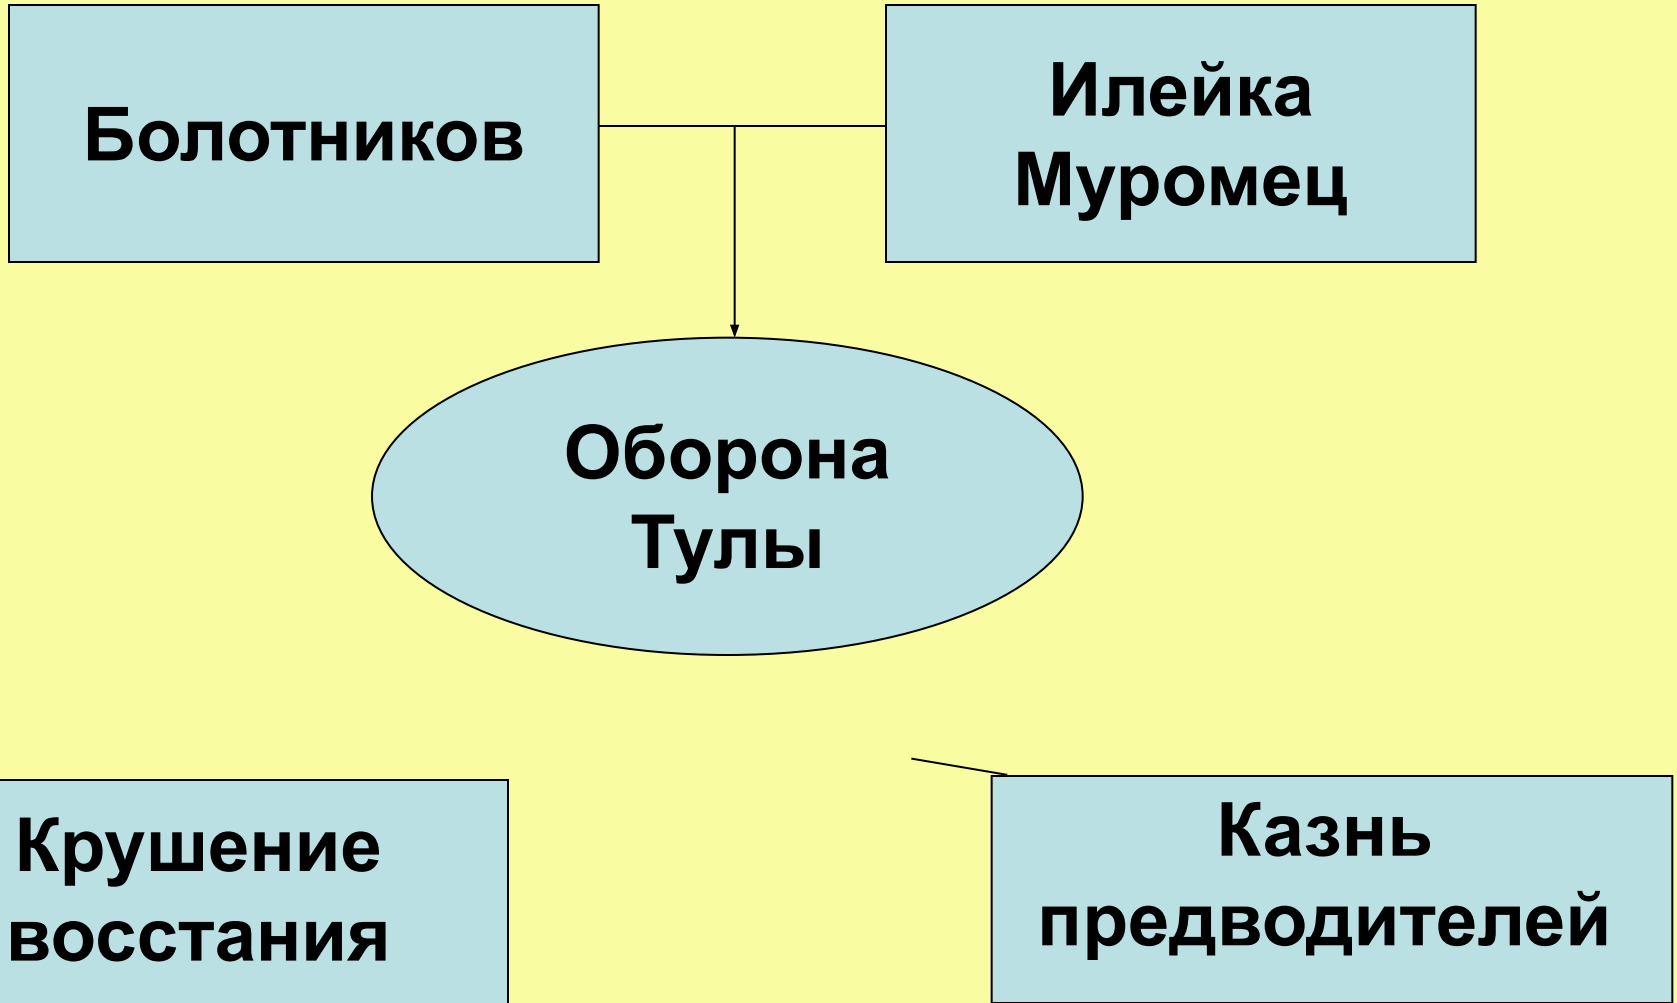 Болотников
Илейка
Муромец
Оборона
Тулы
Крушение
восстания
Казнь
предводителей